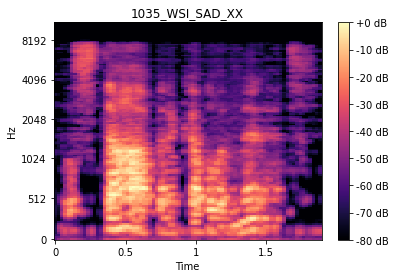 1035_WSI_SAD_XX
+0 dB
8192
-10 dB
4096
-20 dB
-30 dB
2048
-40 dB
Hz
1024
-50 dB
512
-60 dB
-70 dB
0
-80 dB
0
0.5
1
1.5
Time